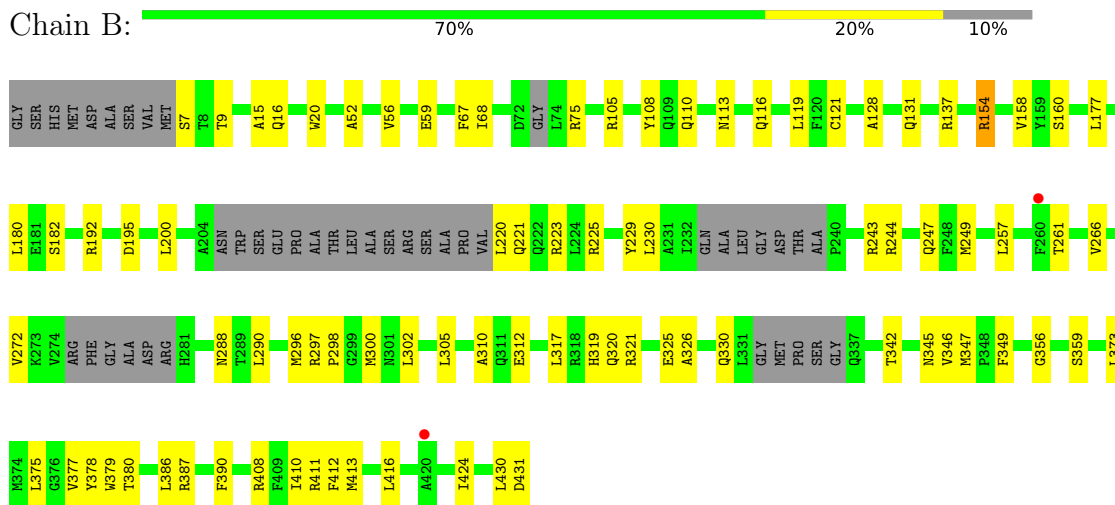 Chain B:
70% 20% 10%
GLY SER HIS MET ASP ALA SER VAL MET S7 T8 T9 A15 Q16 W20 A52 V56 E59 F67 I68 D72 GLY L74 R75 R105 Y108 Q109 Q110 N113 Q116 L119 F120 C121 A128 Q131 R137 R154 V158 Y159 S160 L177
L180 E181 S182 R192 D195 L200 A204 ASN TRP SER GLU PRO ALA THR LEU ALA SER ARG SER ALA PRO VAL L220 Q221 Q222 R223 L224 R225 Y229 L230 A231 I232 GLN ALA LEU GLY ASP THR ALA P240 R243 R244 Q247 F248 M249 L257 F260 T261 V266
V272 K273 V274 ARG PHE GLY ALA ASP ARG H281 N288 T289 L290 M296 R297 P298 G299 M300 N301 L302 L305 A310 Q311 E312 L317 R318 H319 Q320 R321 E325 A326 Q330 L331 GLY MET PRO SER GLY Q337 T342 N345 V346 M347 P348 F349 G356 S359 L373
M374 L375 G376 V377 Y378 W379 T380 L386 R387 F390 R408 F409 I410 R411 F412 M413 L416 A420 I424 L430 D431